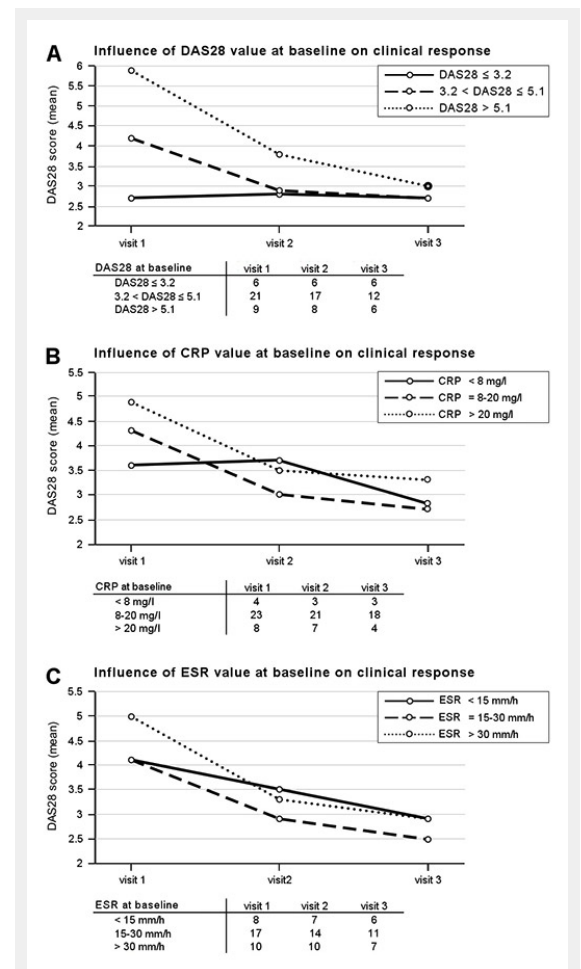 A Influence of DAS28 value at baseline on clinical response
6
5.5
5
4.5
4
3.5
3
2.5
2
DAS28 score (mean)
DAS28 ≤ 3.2
3.2 < DAS28 ≤ 5.1
DAS28 > 5.1
visit 1 visit 2 visit 3
DAS28 at baseline visit 1 visit 2 visit 3
DAS28 ≤ 3.2 6 6 6
3.2 < DAS28 ≤ 5.1 21 17 12
DAS28 > 5.1 9 8 6
B Influence of CRP value at baseline on clinical response
5.5
5
4.5
4
3.5
3
2.5
2
DAS28 score (mean)
CRP < 8 mg/l
CRP = 8-20 mg/l
CRP > 20 mg/l
visit 1 visit 2 visit 3
CRP at baseline visit 1 visit 2 visit 3
< 8 mg/l 4 3 3
8-20 mg/l 23 21 18
> 20 mg/l 8 7 4
C Influence of ESR value at baseline on clinical response
5.5
5
4.5
4
3.5
3
2.5
2
DAS28 score (mean)
ESR < 15 mm/h
ESR = 15-30 mm/h
ESR > 30 mm/h
visit 1 visit2 visit 3
ESR at baseline visit 1 visit 2 visit 3
< 15 mm/h 8 7 6
15-30 mm/h 17 14 11
> 30 mm/h 10 10 7